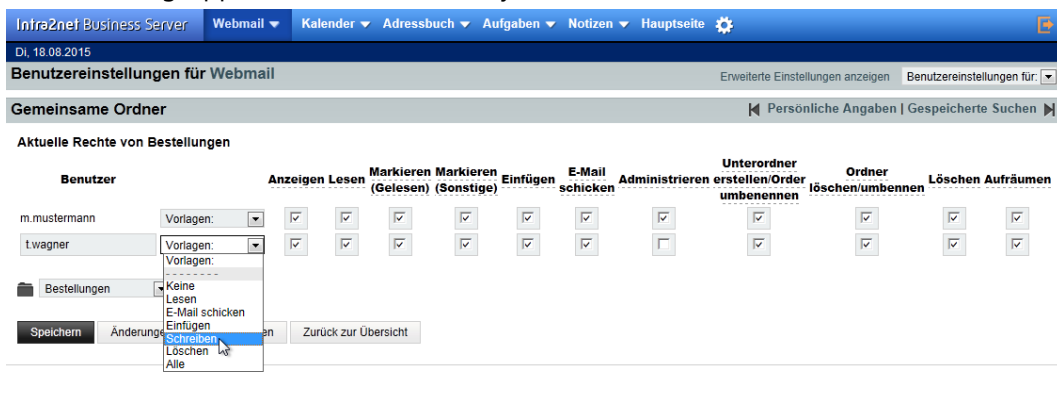 Intra2net Business Server Webmail Kalender Adressbuch Aufgaben Notizen Hauptseite
Di, 18.08.2015
Benutzereinstellungen für Webmail Erweiterte Einstellungen anzeigen Benutzereinstellungen für:
Gemeinsame Ordner Persönliche Angaben | Gespeicherte Suchen
Aktuelle Rechte von Bestellungen
Benutzer Anzeigen Lesen Markieren (Gelesen) Markieren (Sonstige) Einfügen E-Mail schicken Administrieren Unterordner erstellen/Order umbenennen Ordner löschen/umbennen Löschen Aufräumen
m.mustermann Vorlagen:
t.wagner Vorlagen:
Vorlagen:
--------
Keine
Lesen
E-Mail schicken
Einfügen
Schreiben
Löschen
Alle
Bestellungen
Speichern Zurück zur Übersicht